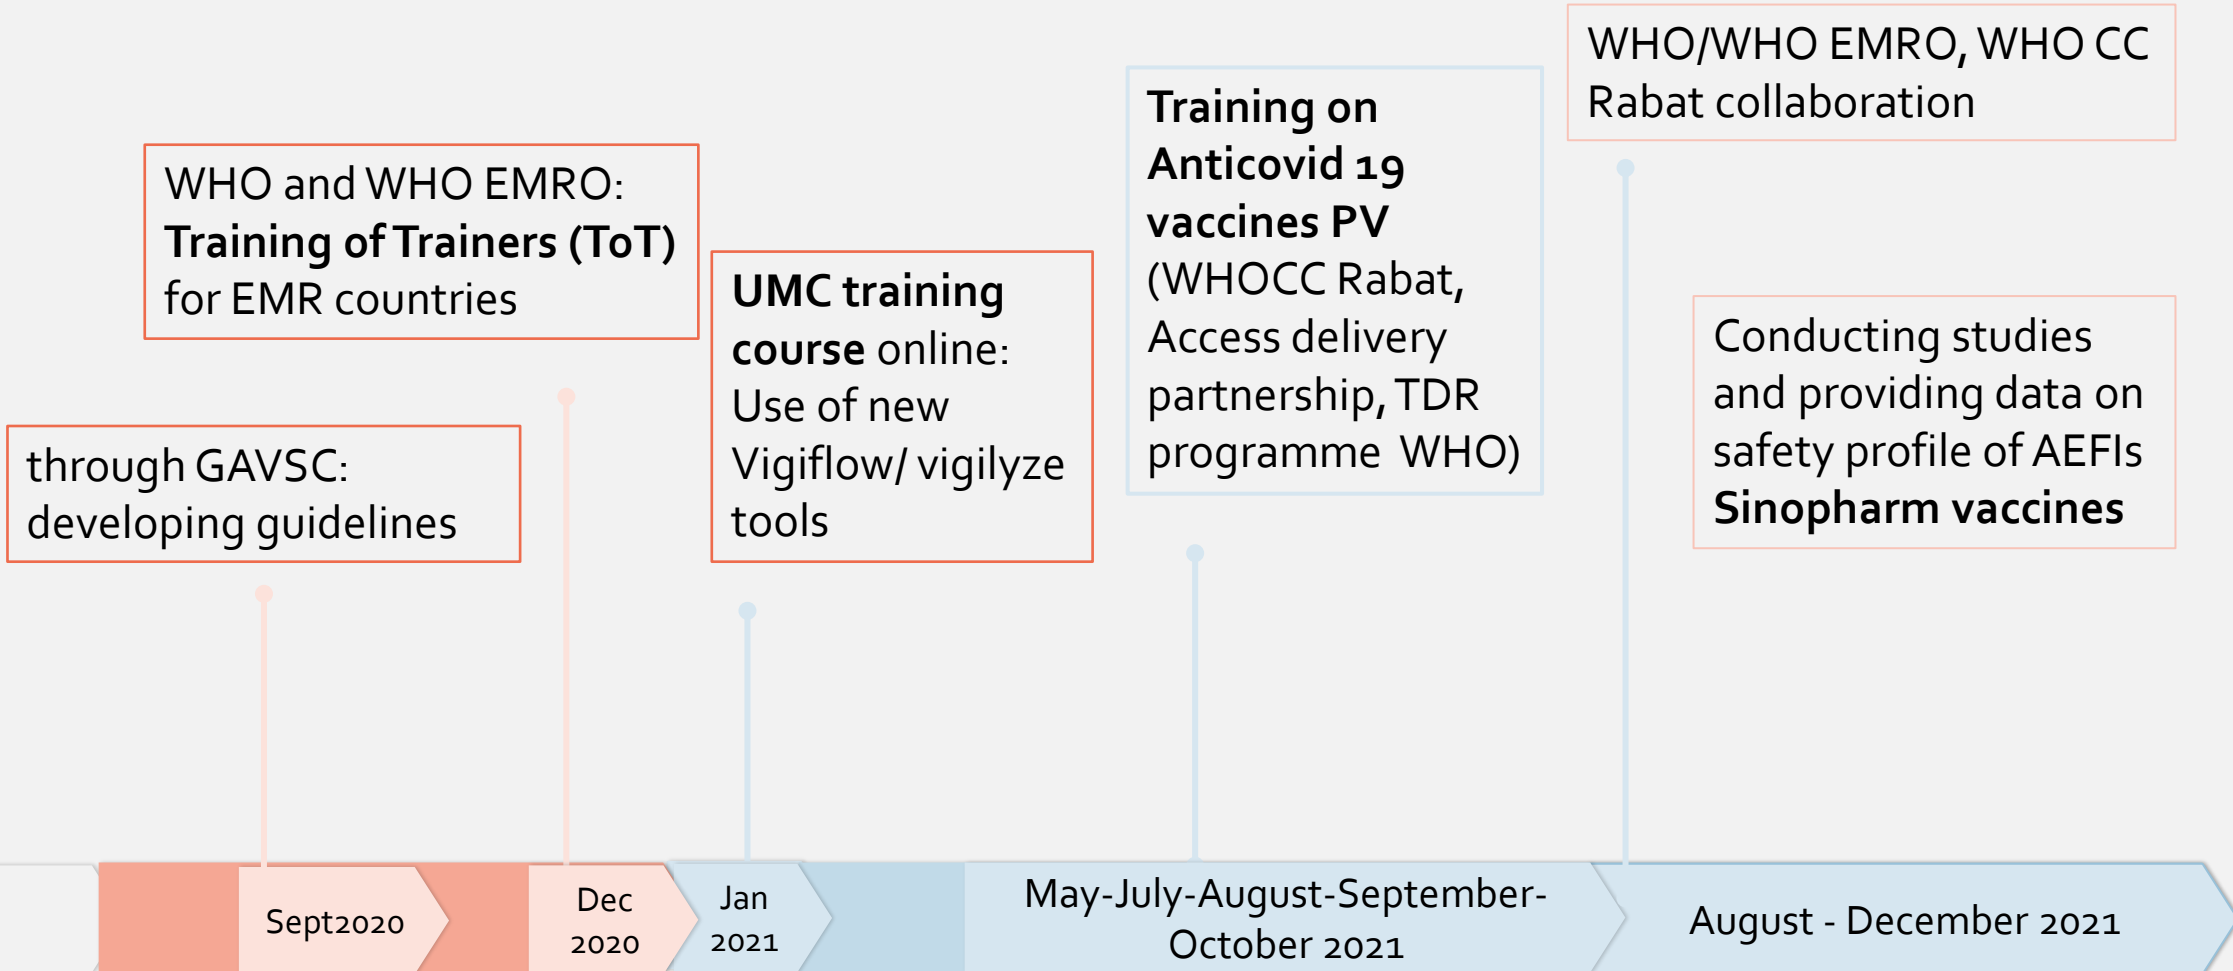 through GAVSC:
developing guidelines
WHO and WHO EMRO:
Training of Trainers (ToT)
for EMR countries
UMC training
course online:
Use of new
Vigiflow/ vigilyze
tools
Training on
Anticovid 19
vaccines PV
(WHOCC Rabat,
Access delivery
partnership, TDR
programme WHO)
WHO/WHO EMRO, WHO CC
Rabat collaboration
Conducting studies
and providing data on
safety profile of AEFIs
Sinopharm vaccines
Sept2020
Dec
2020
Jan
2021
May-July-August-September-
October 2021
August - December 2021